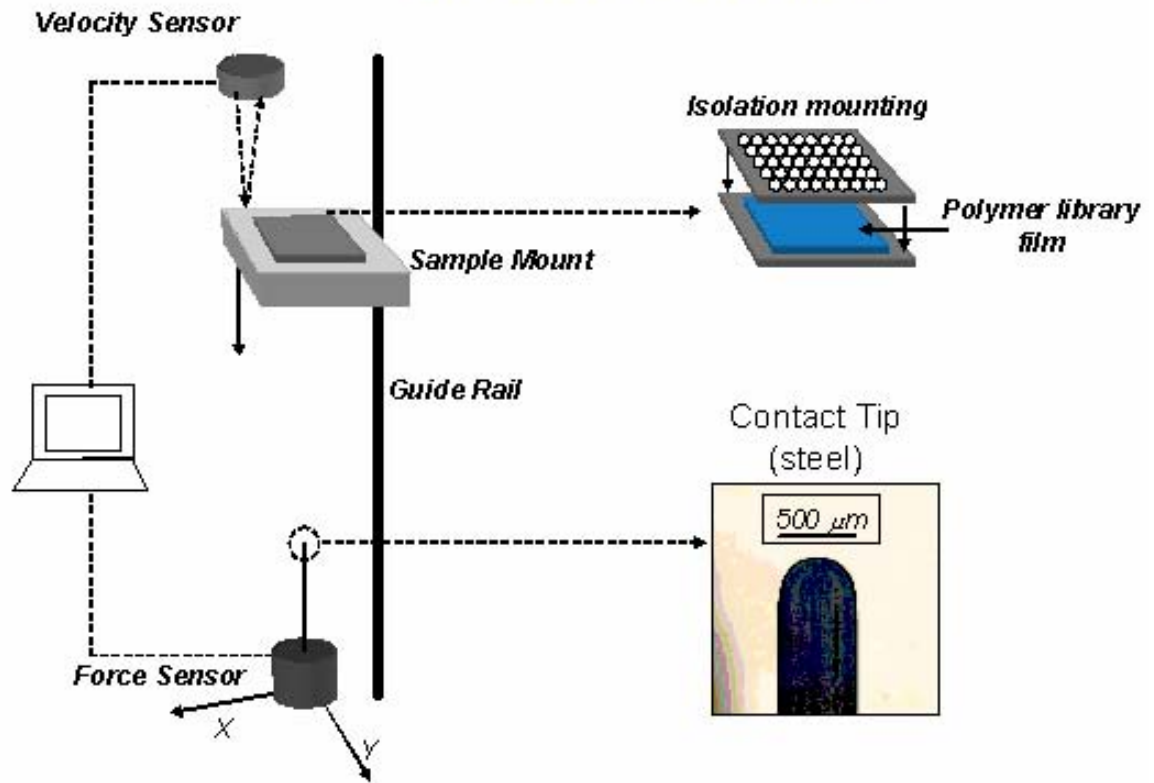 Velocity Sensor
Isolation mounting
Polymer library
film
Sample Mount
Guide Rail
Contact Tip
(steel)
500 μm
Force Sensor
X
Y